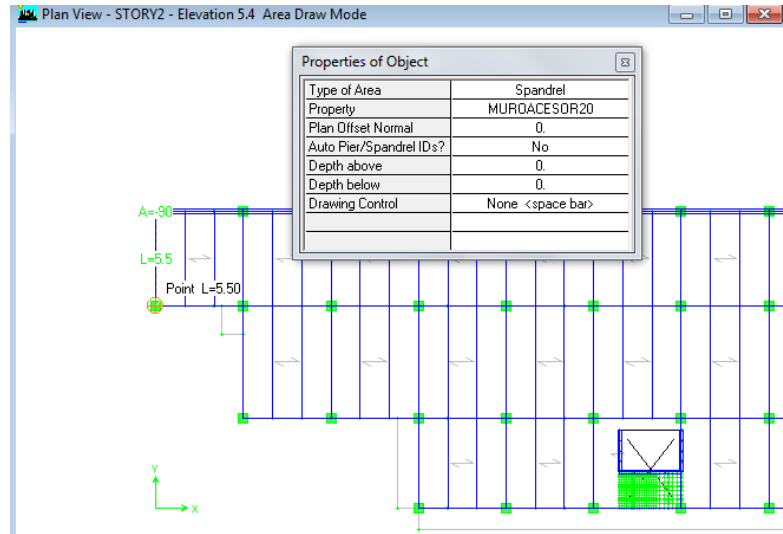 Plan View - STORY2 - Elevation 5.4 Area Draw Mode
Properties of Object
Type of Area Spandrel
Property MUROACESOR20
Plan Offset Normal 0.
Auto Pier/Spandrel IDs? No
Depth above 0.
Depth below 0.
Drawing Control None <space bar>
A=-90
L=5.5
Point L=5.50
Y
X